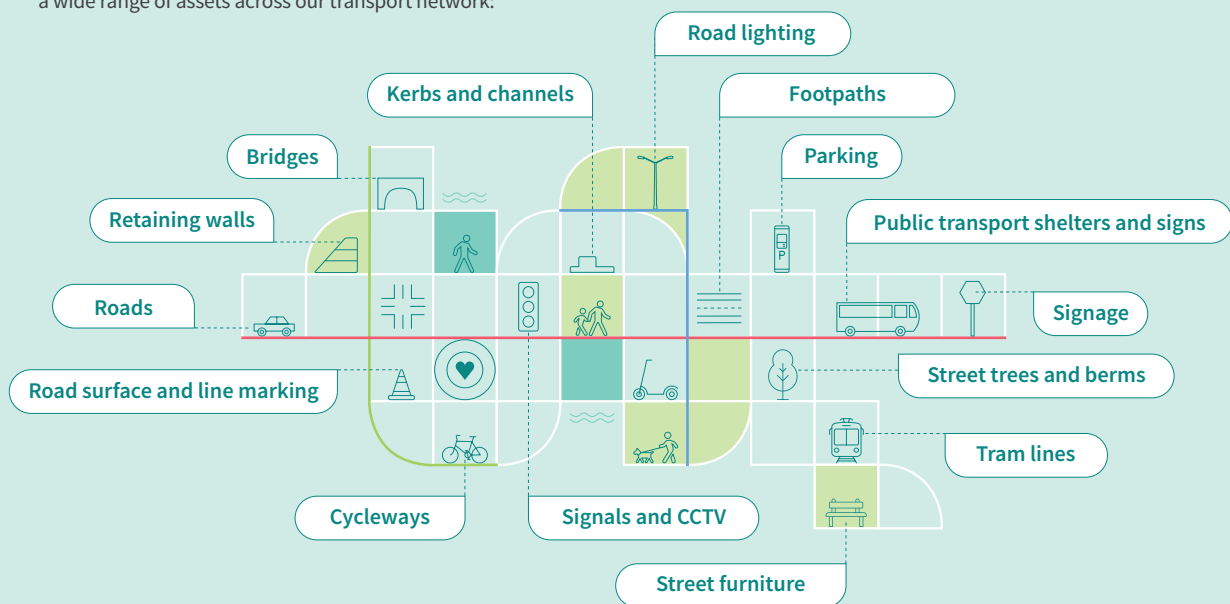 a wide range of assets across our transport network:
Road lighting
Kerbs and channels
Footpaths
Bridges
Parking
Retaining walls
Public transport shelters and signs
P
Roads
Signage
Road surface and line marking
Street trees and berms
Tram lines
Cycleways
Signals and CCTV
Street furniture